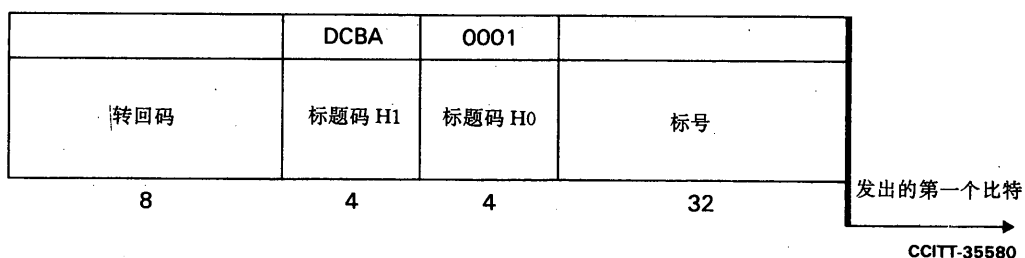 DCBA 0001
转回码 标题码 H1 标题码 H0 标号
8 4 4 32
发出的第一个比特
CCITT-35580